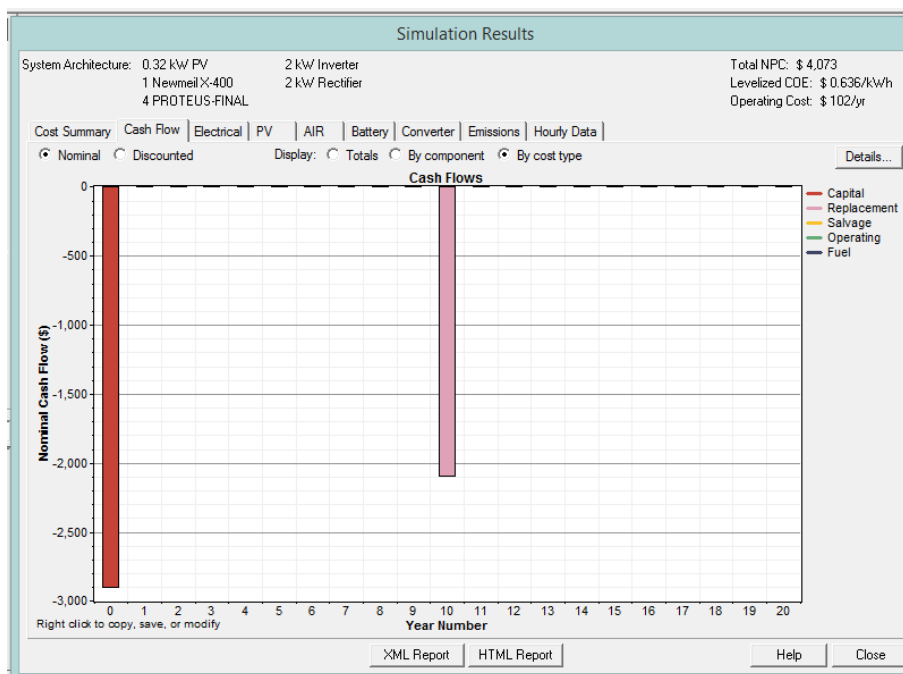 Simulation Results
System Architecture: 0.32 kW PV 2 kW Inverter
1 Newmeil X-400 2 kW Rectifier
4 PROTEUS-FINAL
Total NPC: $ 4,073
Levelized COE: $ 0.636/kWh
Operating Cost: $ 102/yr
Cost Summary Cash Flow Electrical PV AIR Battery Converter Emissions Hourly Data
Nominal Discounted Display: Totals By component By cost type Details...
Cash Flows
Nominal Cash Flow ($)
0
-500
-1,000
-1,500
-2,000
-2,500
-3,000
0 1 2 3 4 5 6 7 8 9 10 11 12 13 14 15 16 17 18 19 20
Year Number
Right click to copy, save, or modify
Capital
Replacement
Salvage
Operating
Fuel
XML Report HTML Report Help Close